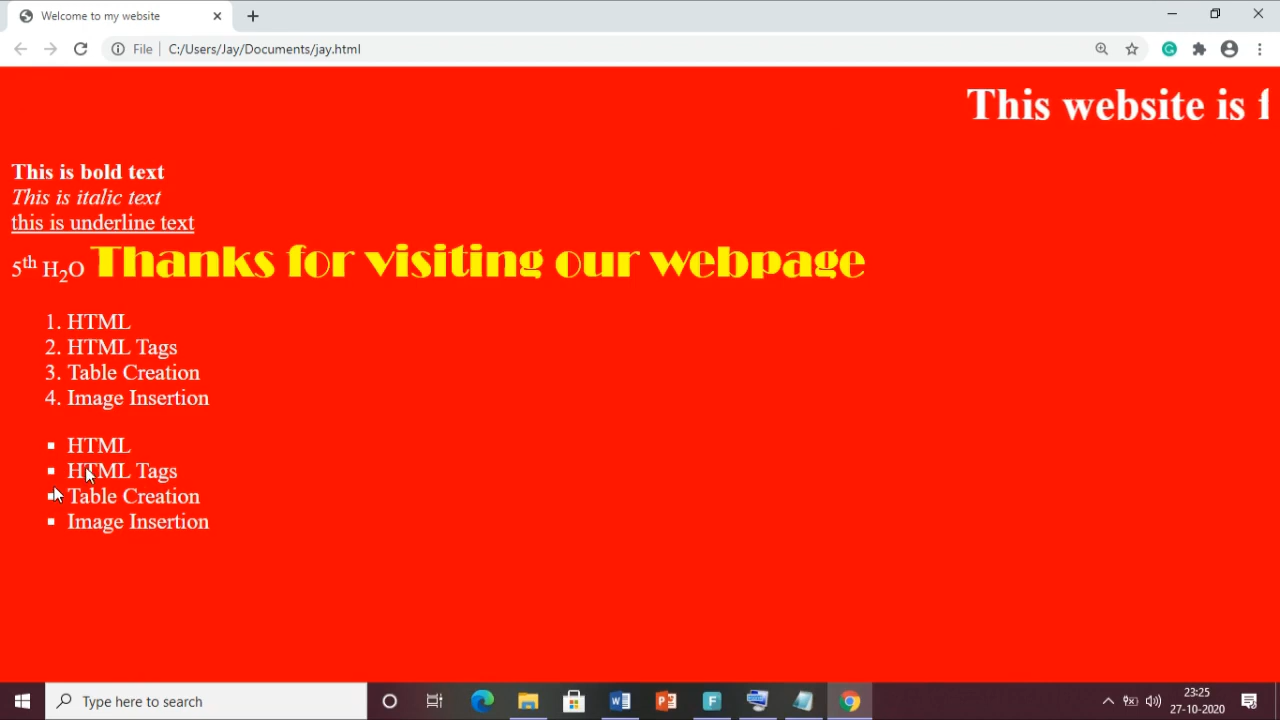 Welcome to my website
File C:/Users/Jay/Documents/jay.html
This website is f
This is bold text
This is italic text
this is underline text
5th H2O Thanks for visiting our webpage
1. HTML
2. HTML Tags
3. Table Creation
4. Image Insertion
▪ HTML
▪ HTML Tags
▪ Table Creation
▪ Image Insertion
Type here to search
23:25
27-10-2020